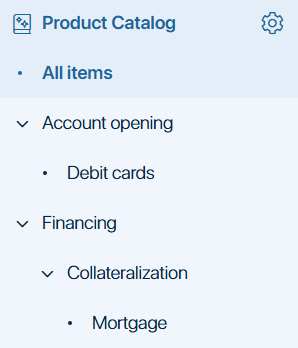 Product Catalog
All items
Account opening
Debit cards
Financing
Collateralization
Mortgage